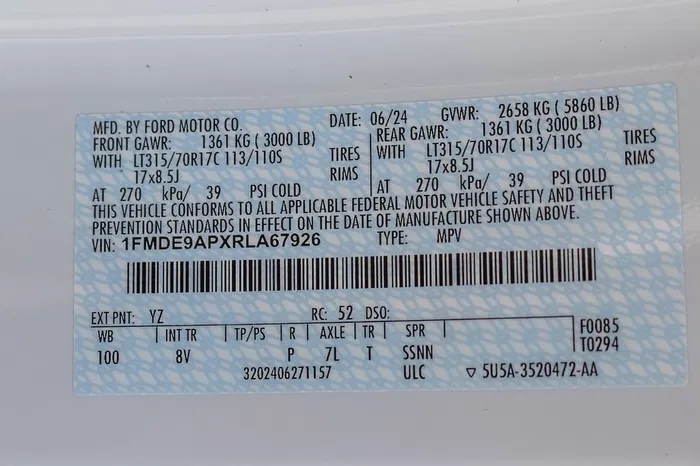 MFD. BY FORD MOTOR CO.
DATE: 06/24 GVWR: 2658 KG (5860 LB)
FRONT GAWR: 1361 KG (3000 LB)
WITH LT315/70R17C 113/110S TIRES
17x8.5J RIMS
AT 270 kPa/ 39 PSI COLD
REAR GAWR: 1361 KG (3000 LB)
WITH LT315/70R17C 113/110S TIRES
17x8.5J RIMS
AT 270 kPa/ 39 PSI COLD
THIS VEHICLE CONFORMS TO ALL APPLICABLE FEDERAL MOTOR VEHICLE SAFETY AND THEFT
PREVENTION STANDARDS IN EFFECT ON THE DATE OF MANUFACTURE SHOWN ABOVE.
VIN: 1FMDE9APXRLA67926 TYPE: MPV
EXT PNT: YZ RC: 52 DSO:
WB INT TR TP/PS R AXLE TR SPR
100 8V P 7L T SSNN
F0085
T0294
3202406271157 ULC ▽ 5U5A-3520472-AA